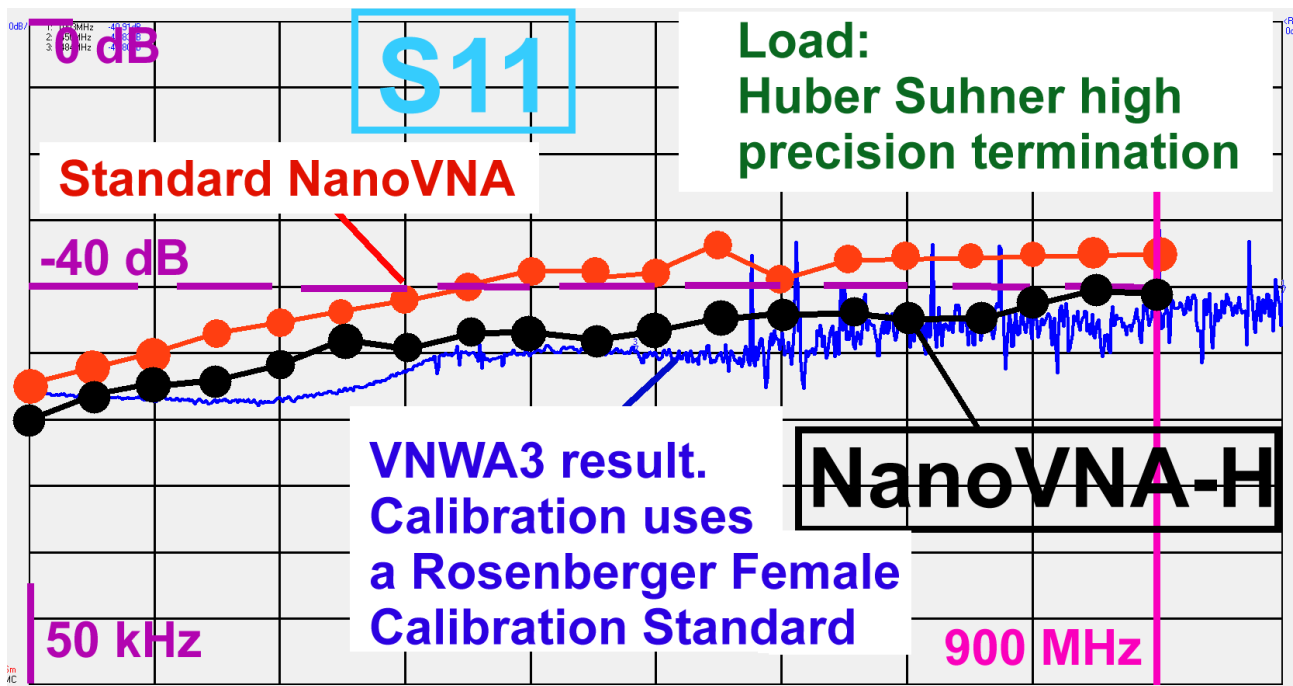 0dB/
0 dB
S11
Load:
Huber Suhner high
precision termination
Standard NanoVNA
-40 dB
VNWA3 result.
Calibration uses
a Rosenberger Female
Calibration Standard
NanoVNA-H
50 kHz
900 MHz